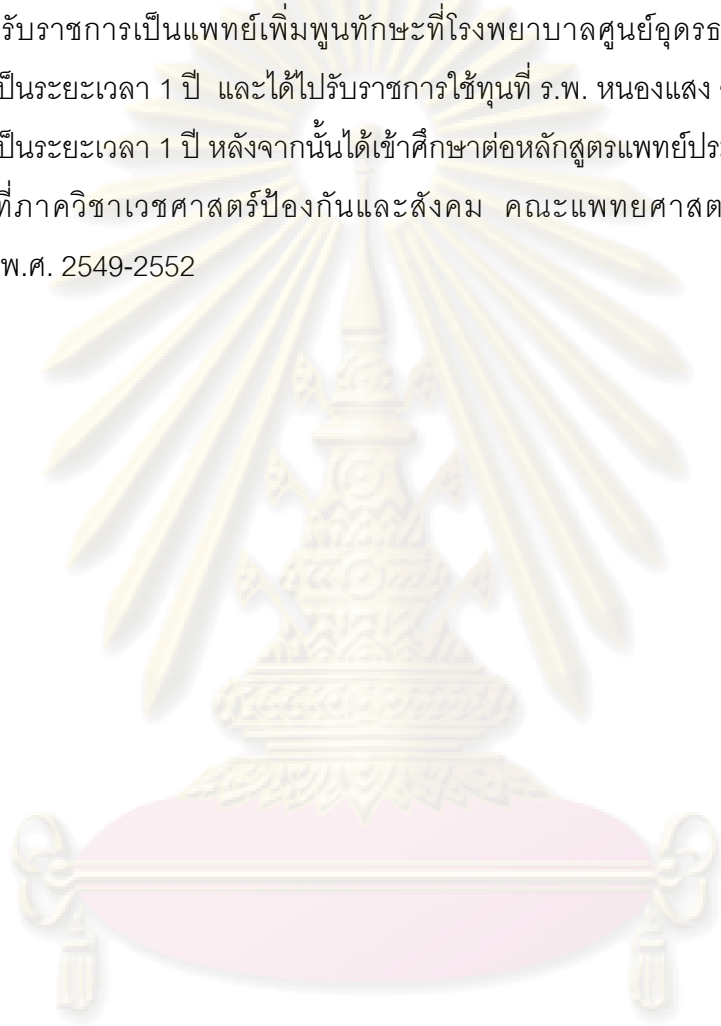 รับราชการเป็นแพทย์เพิ่มพูนทักษะที่โรงพยาบาลศูนย์อุดรธ
เป็นระยะเวลา 1 ปี และได้ไปรับราชการใช้ทุนที่ ร.พ. หนองแสง
เป็นระยะเวลา 1 ปี หลังจากนั้นได้เข้าศึกษาต่อหลักสูตรแพทย์ประ
ที่ภาควิชาเวชศาสตร์ป้องกันและสังคม คณะแพทยศาสต
พ.ศ. 2549-2552